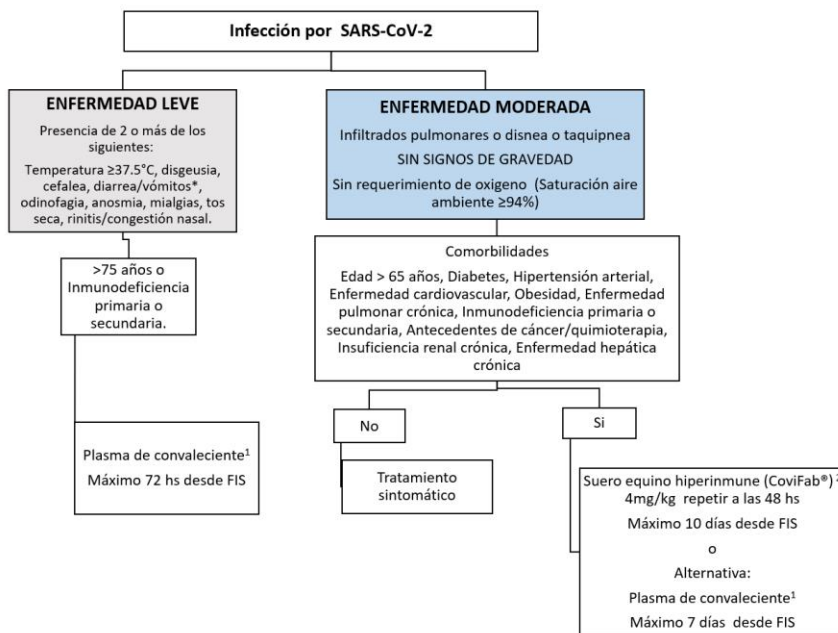 Infección por SARS-CoV-2
ENFERMEDAD LEVE
Presencia de 2 o más de los
siguientes:
Temperatura ≥37.5°C, disgeusia,
cefalea, diarrea/vómitos*,
odinofagia, anosmia, mialgias, tos
seca, rinitis/congestión nasal.
>75 años o
Inmunodeficiencia
primaria o
secundaria.
Plasma de convaleciente1
Máximo 72 hs desde FIS
ENFERMEDAD MODERADA
Infiltrados pulmonares o disnea o taquipnea
SIN SIGNOS DE GRAVEDAD
Sin requerimiento de oxigeno (Saturación aire
ambiente ≥94%)
Comorbilidades
Edad > 65 años, Diabetes, Hipertensión arterial,
Enfermedad cardiovascular, Obesidad, Enfermedad
pulmonar crónica, Inmunodeficiencia primaria o
secundaria, Antecedentes de cáncer/quimioterapia,
Insuficiencia renal crónica, Enfermedad hepática
crónica
No
Tratamiento
sintomático
Si
Suero equino hiperinmune (CoviFab®)
4mg/kg repetir a las 48 hs
Máximo 10 días desde FIS
o
Alternativa:
Plasma de convaleciente1
Máximo 7 días desde FIS